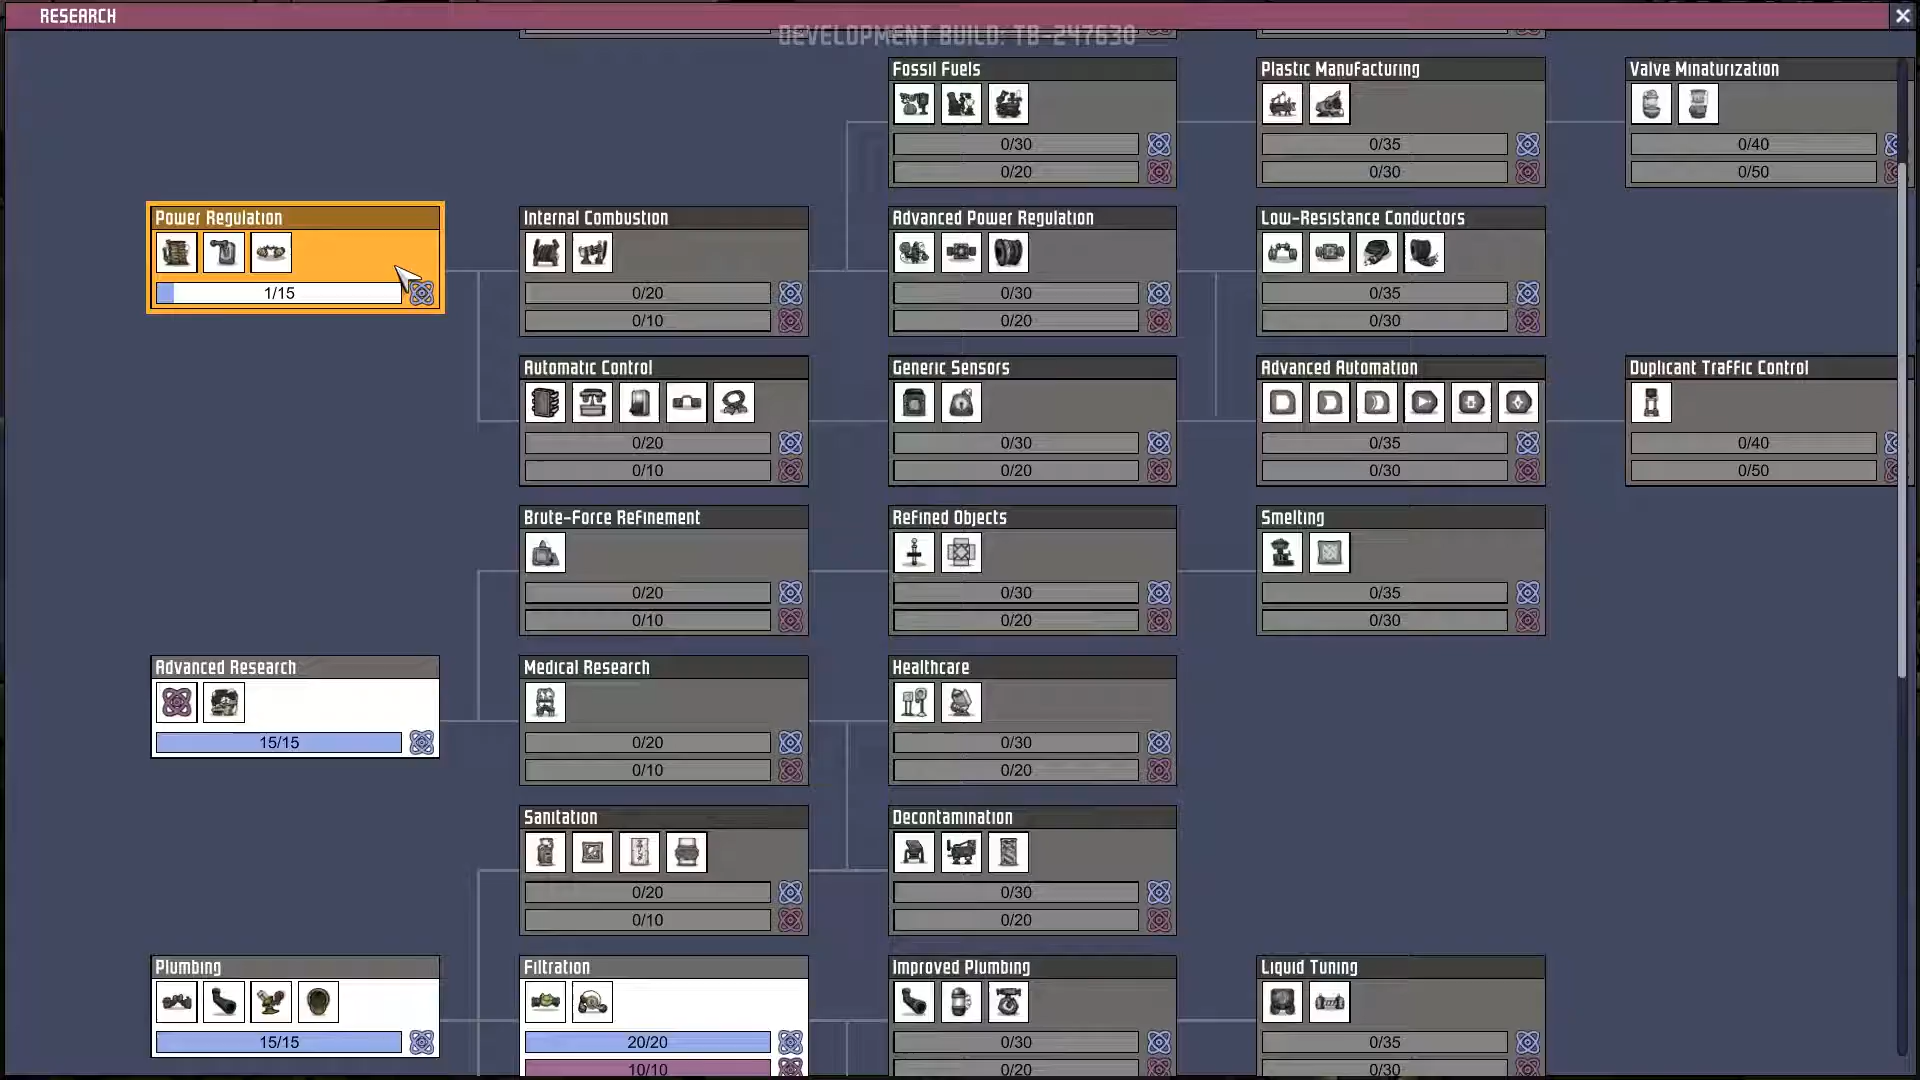 RESEARCH
DEVELOPMENT BUILD: TB-247630
Fossil Fuels
0/30
0/20
Plastic Manufacturing
0/35
0/30
Valve Minaturization
0/40
0/50
Power Regulation
1/15
Internal Combustion
0/20
0/10
Advanced Power Regulation
0/30
0/20
Low-Resistance Conductors
0/35
0/30
Automatic Control
0/20
0/10
Generic Sensors
0/30
0/20
Advanced Automation
0/35
0/30
Duplicant Traffic Control
0/40
0/50
Brute-Force Refinement
0/20
0/10
Refined Objects
0/30
0/20
Smelting
0/35
0/30
Advanced Research
15/15
Medical Research
0/20
0/10
Healthcare
0/30
0/20
Sanitation
0/20
0/10
Decontamination
0/30
0/20
Plumbing
15/15
Filtration
20/20
10/10
Improved Plumbing
0/30
0/20
Liquid Tuning
0/35
0/30